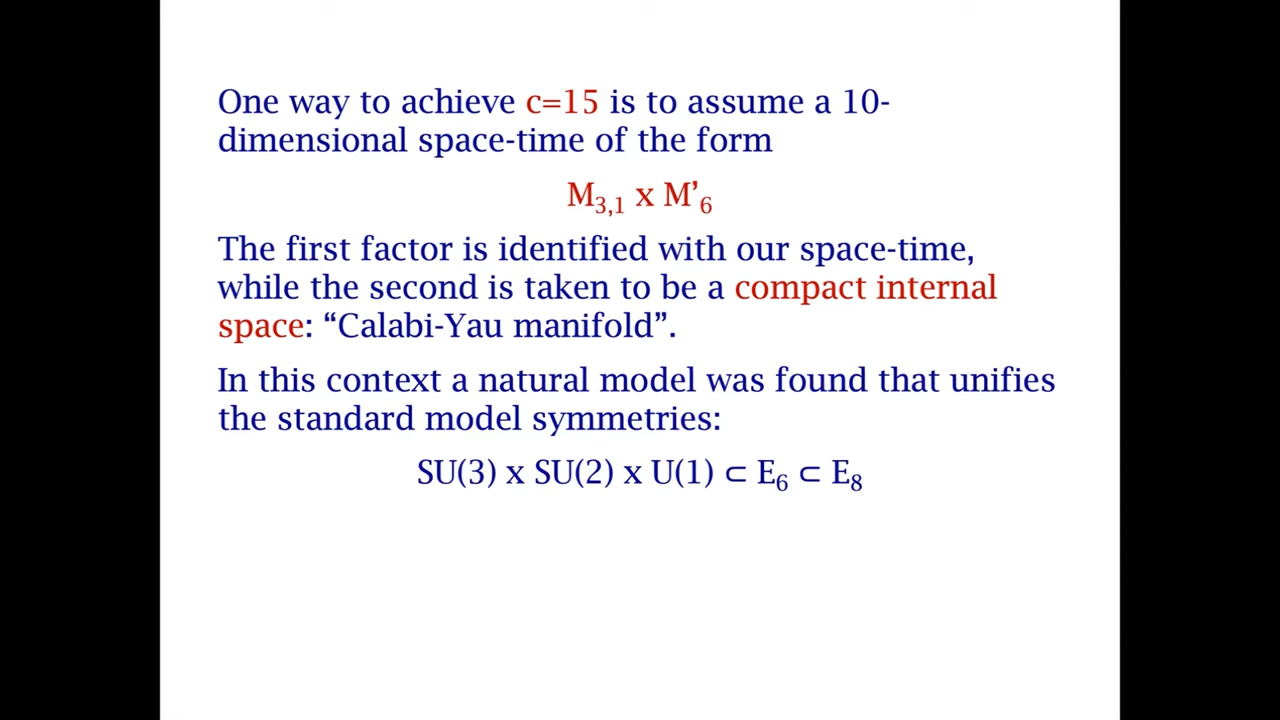 One way to achieve c=15 is to assume a 10-
dimensional space-time of the form
M₃,₁ x M’₆
The first factor is identified with our space-time,
while the second is taken to be a compact internal
space: “Calabi-Yau manifold”.
In this context a natural model was found that unifies
the standard model symmetries:
SU(3) x SU(2) x U(1) ⊂ E₆ ⊂ E₈